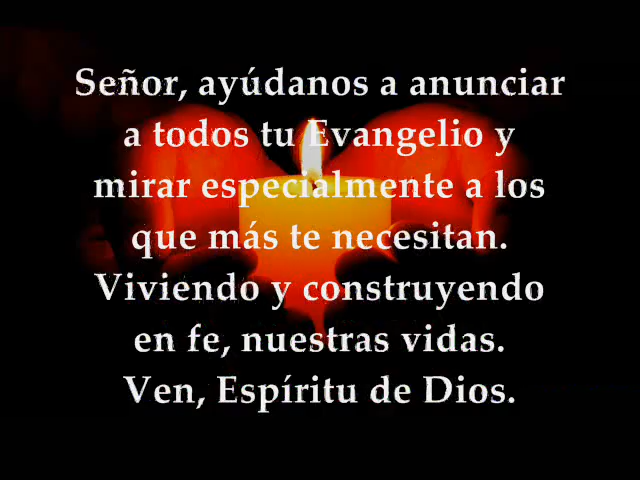 Señor, ayúdanos a anunciar
a todos tu Evangelio y
mirar especialmente a los
que más te necesitan.
Viviendo y construyendo
en fe, nuestras vidas.
Ven, Espíritu de Dios.